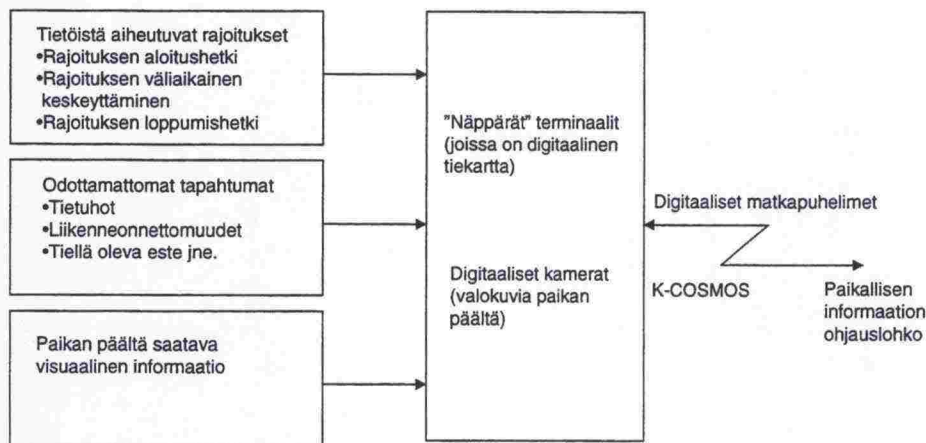 Tietöistä aiheutuvat rajoitukset
•Rajoituksen aloitushetki
•Rajoituksen väliaikainen
keskeyttäminen
•Rajoituksen loppumishetki
Odottamattomat tapahtumat
•Tietuhot
•Liikenneonnettomuudet
•Tiellä oleva este jne.
Paikan päältä saatava
visuaalinen informaatio
"Näppärät" terminaalit
(joissa on digitaalinen
tiekartta)
Digitaaliset kamerat
(valokuvia paikan
päältä)
Digitaaliset matkapuhelimet
K-COSMOS
Paikallisen
informaation
ohjauslohko